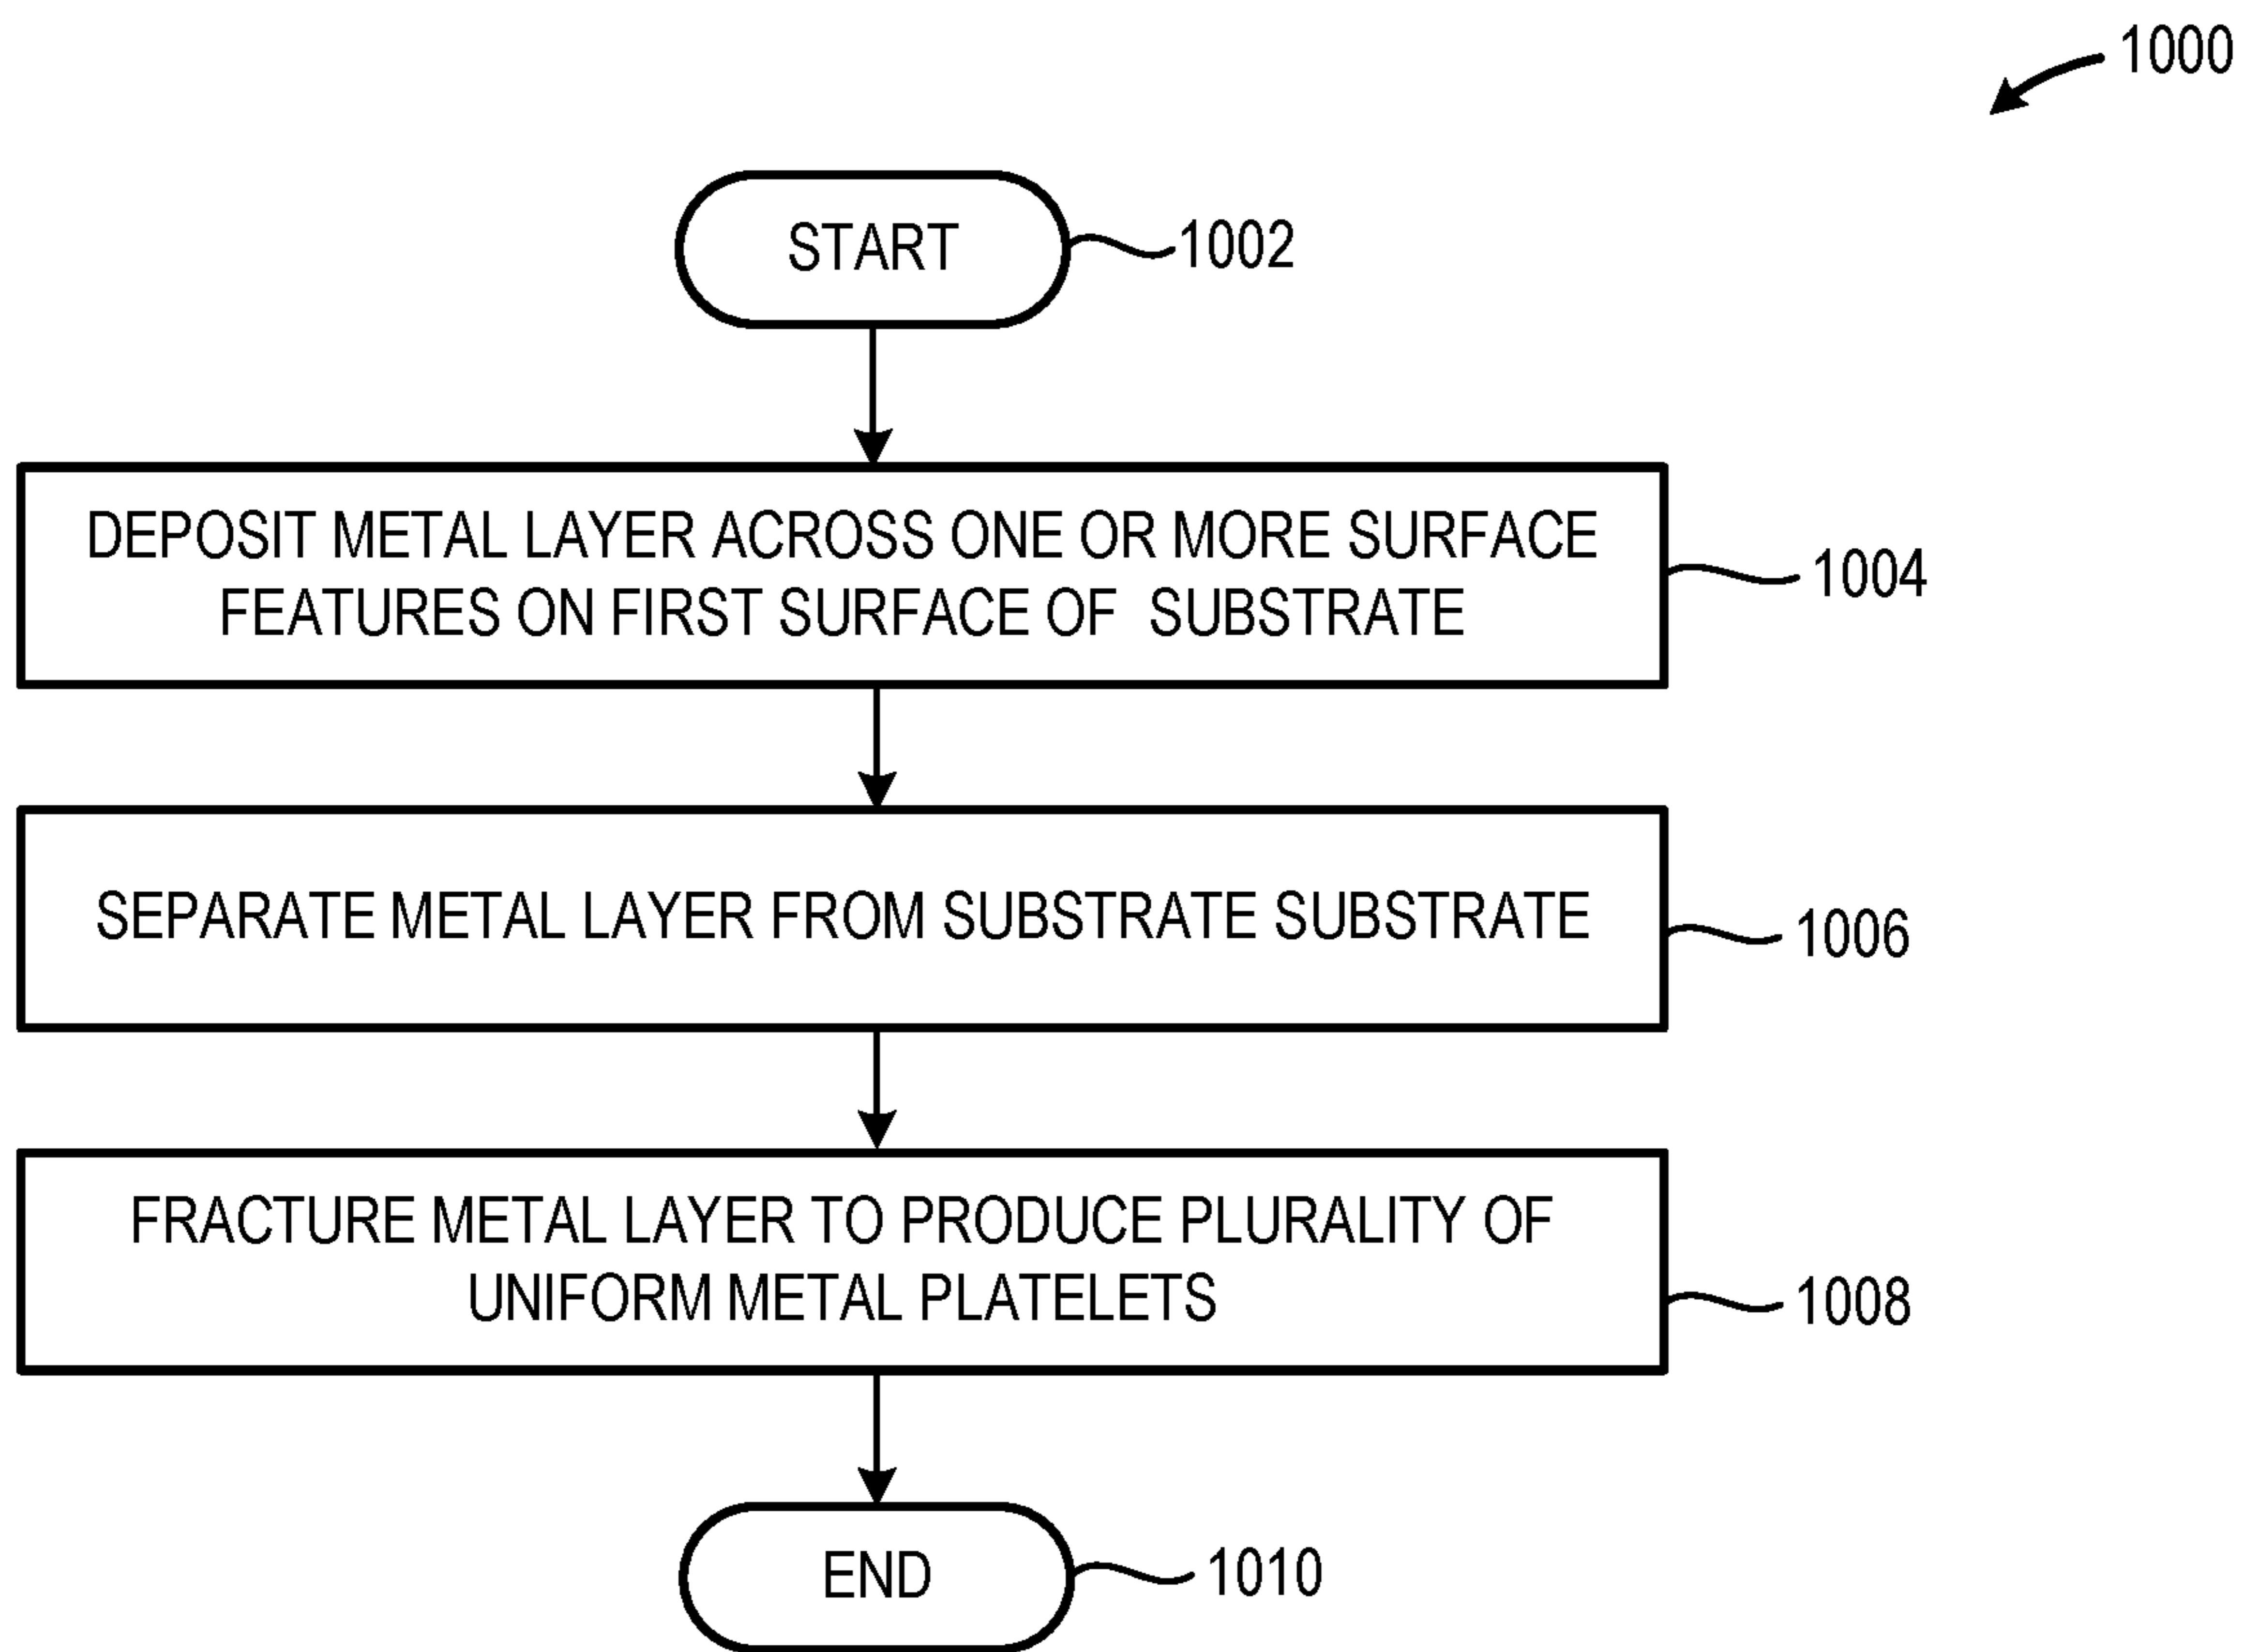 1000
START
1002
DEPOSIT METAL LAYER ACROSS ONE OR MORE SURFACE
FEATURES ON FIRST SURFACE OF SUBSTRATE
1004
SEPARATE METAL LAYER FROM SUBSTRATE SUBSTRATE
1006
FRACTURE METAL LAYER TO PRODUCE PLURALITY OF
UNIFORM METAL PLATELETS
1008
END
1010